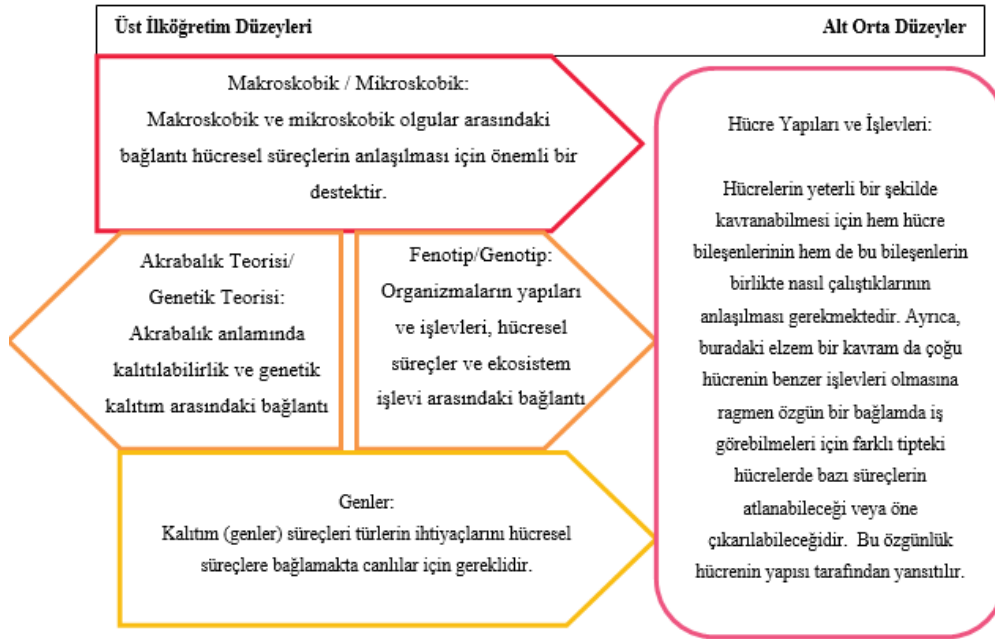 Üst İlköğretim Düzeyleri
Alt Orta Düzeyler
Makroskobik / Mikroskobik:
Makroskobik ve mikroskobik olgular arasındaki
bağlantı hücresel süreçlerin anlaşılması için önemli bir
destektir.
Akrabalık Teorisi/
Genetik Teorisi:
Akrabalık anlamında
kalıtılabilirlik ve genetik
kalıtım arasındaki bağlantı
Fenotip/Genotip:
Organizmaların yapıları
ve işlevleri, hücresel
süreçler ve ekosistem
işlevi arasındaki bağlantı
Genler:
Kalıtım (genler) süreçleri türlerin ihtiyaçlarını hücresel
süreçlere bağlamakta canlılar için gereklidir.
Hücre Yapıları ve İşlevleri:
Hücrelerin yeterli bir şekilde
kavranabilmesi için hem hücre
bileşenlerinin hem de bu bileşenlerin
birlikte nasıl çalıştıklarının
anlaşılması gerekmektedir. Ayrıca,
buradaki elzem bir kavram da çoğu
hücrenin benzer işlevleri olmasına
ragmen özgün bir bağlamda iş
görebilmeleri için farklı tipteki
hücrelerde bazı süreçlerin
atlanabileceği veya öne
çıkarılabileceğidir. Bu özgünlük
hücrenin yapısı tarafından yansıtılır.